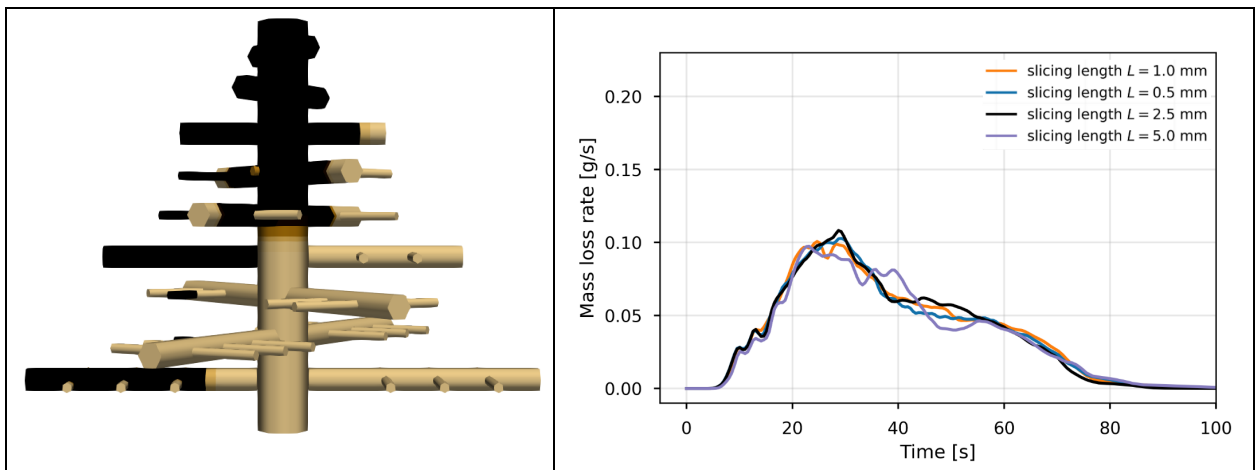 slicing length L = 1.0 mm
slicing length L = 0.5 mm
slicing length L = 2.5 mm
slicing length L = 5.0 mm
0.20
0.15
0.10
0.05
0.00
Mass loss rate [g/s]
0 20 40 60 80 100
Time [s]